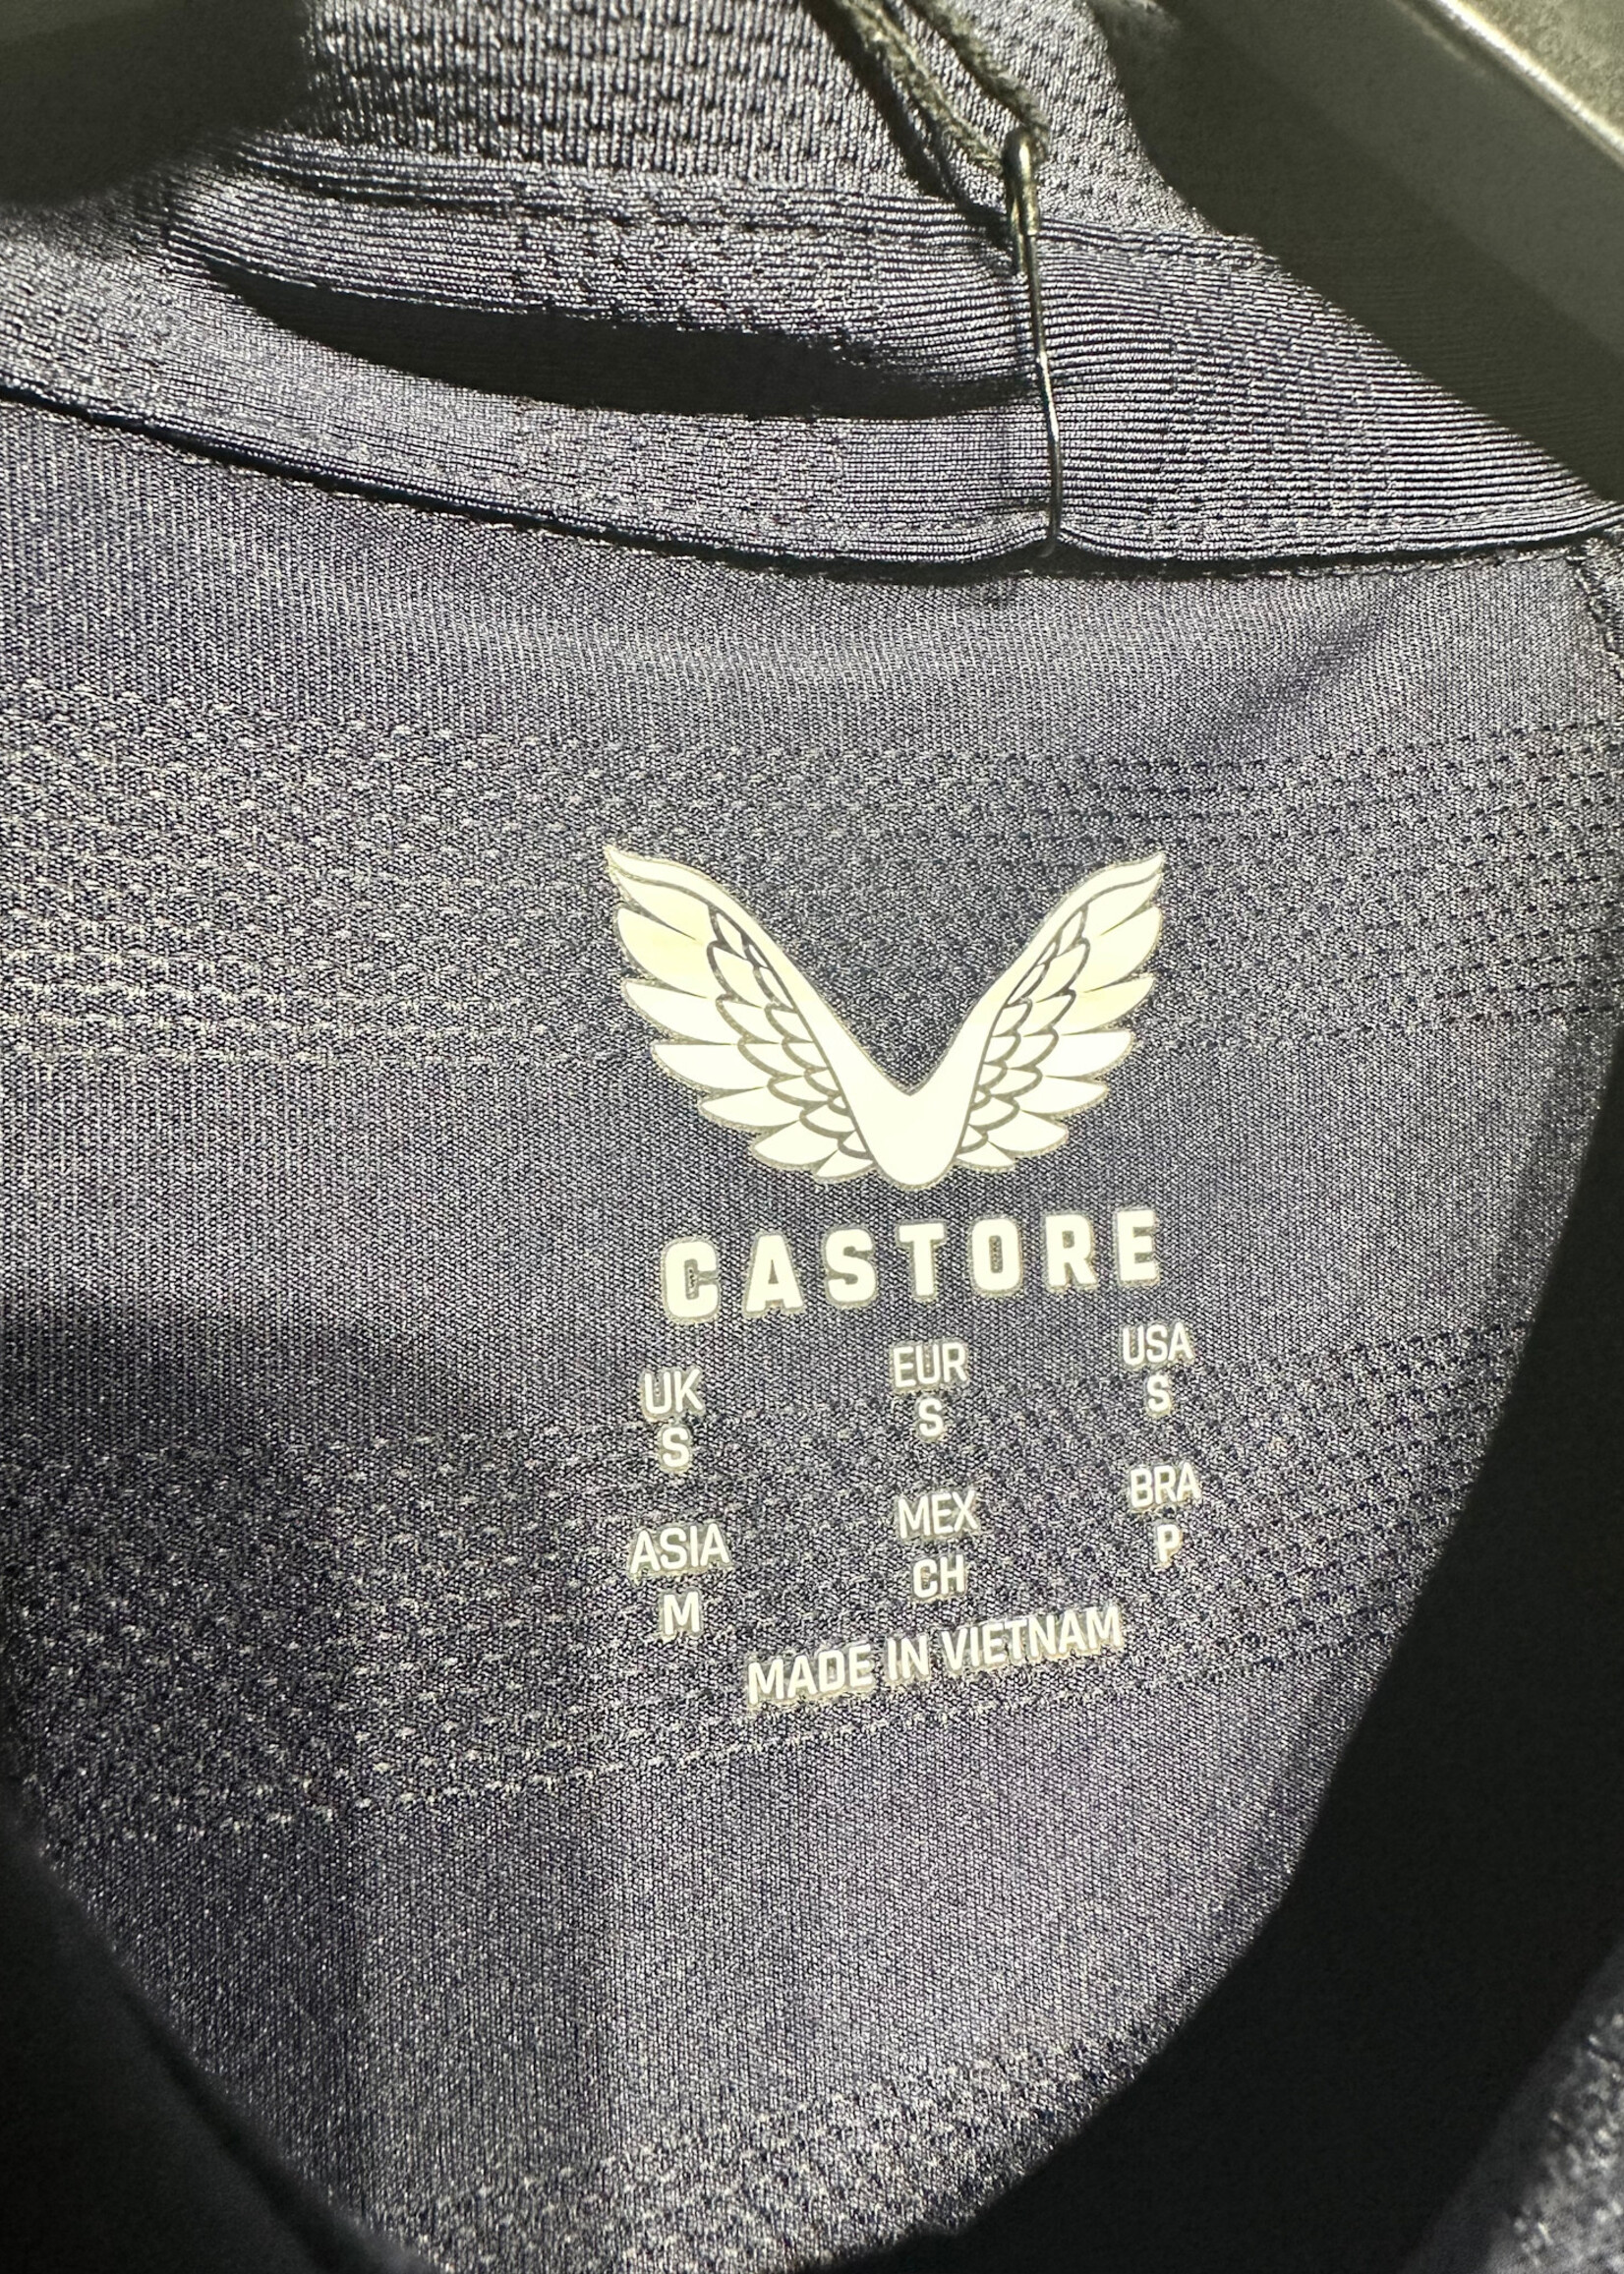 CASTORE
UK EUR USA
S S S
ASIA MEX BRA
M CH P
MADE IN VIETNAM